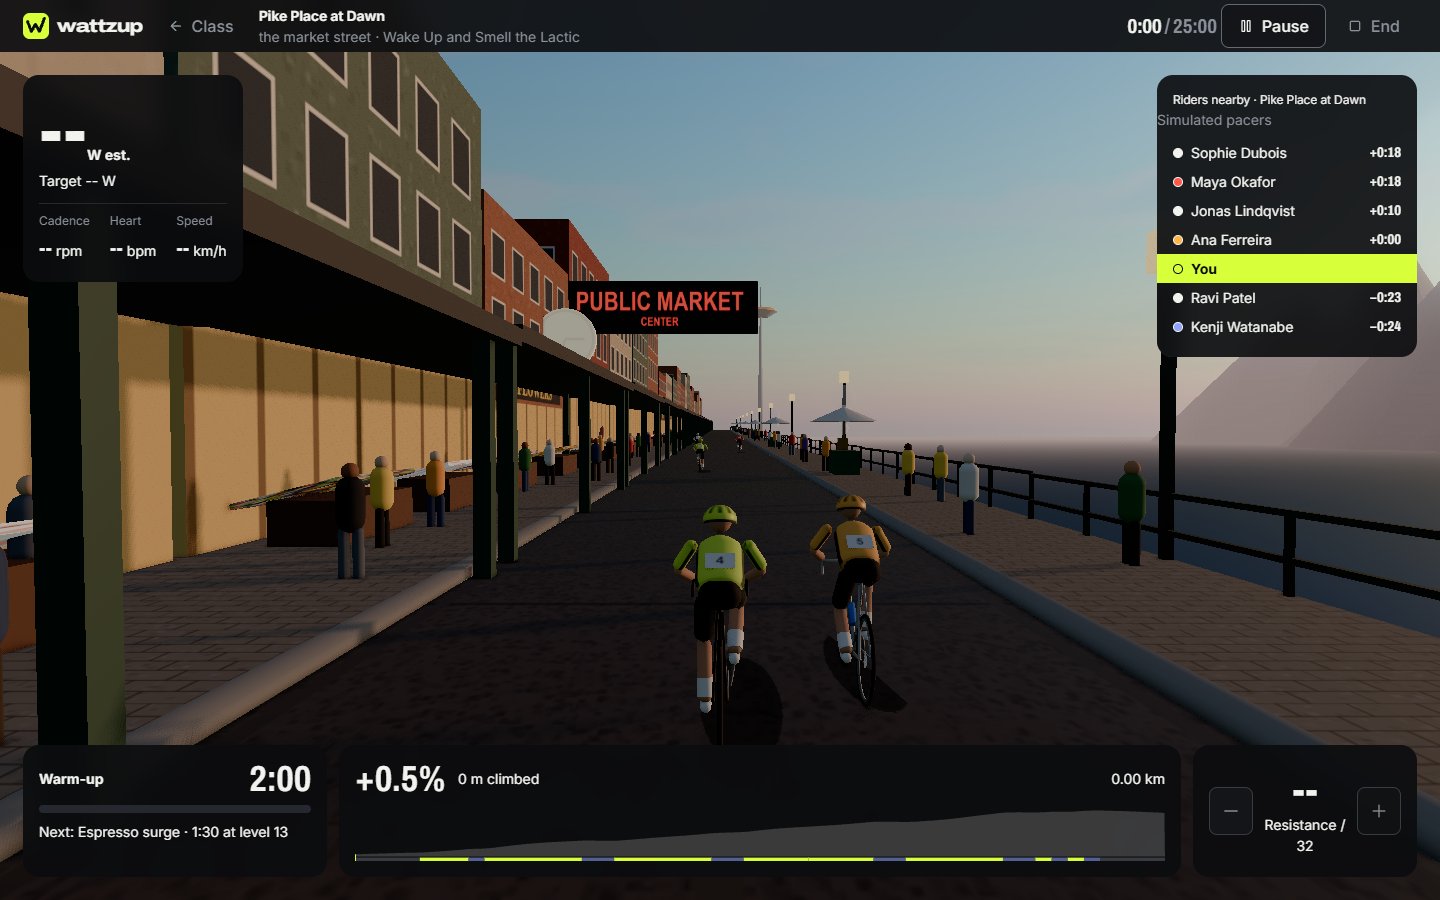 wattzup
Class
Pike Place at Dawn
the market street · Wake Up and Smell the Lactic
0:00 / 25:00
Pause
End
-- W est.
Target -- W
Cadence Heart Speed
-- rpm -- bpm -- km/h
Riders nearby · Pike Place at Dawn
Simulated pacers
Sophie Dubois +0:18
Maya Okafor +0:18
Jonas Lindqvist +0:10
Ana Ferreira +0:00
You
Ravi Patel −0:23
Kenji Watanabe −0:24
PUBLIC MARKET
CENTER
FLOWERS
4
5
Warm-up 2:00
Next: Espresso surge · 1:30 at level 13
+0.5% 0 m climbed 0.00 km
--
Resistance /
32